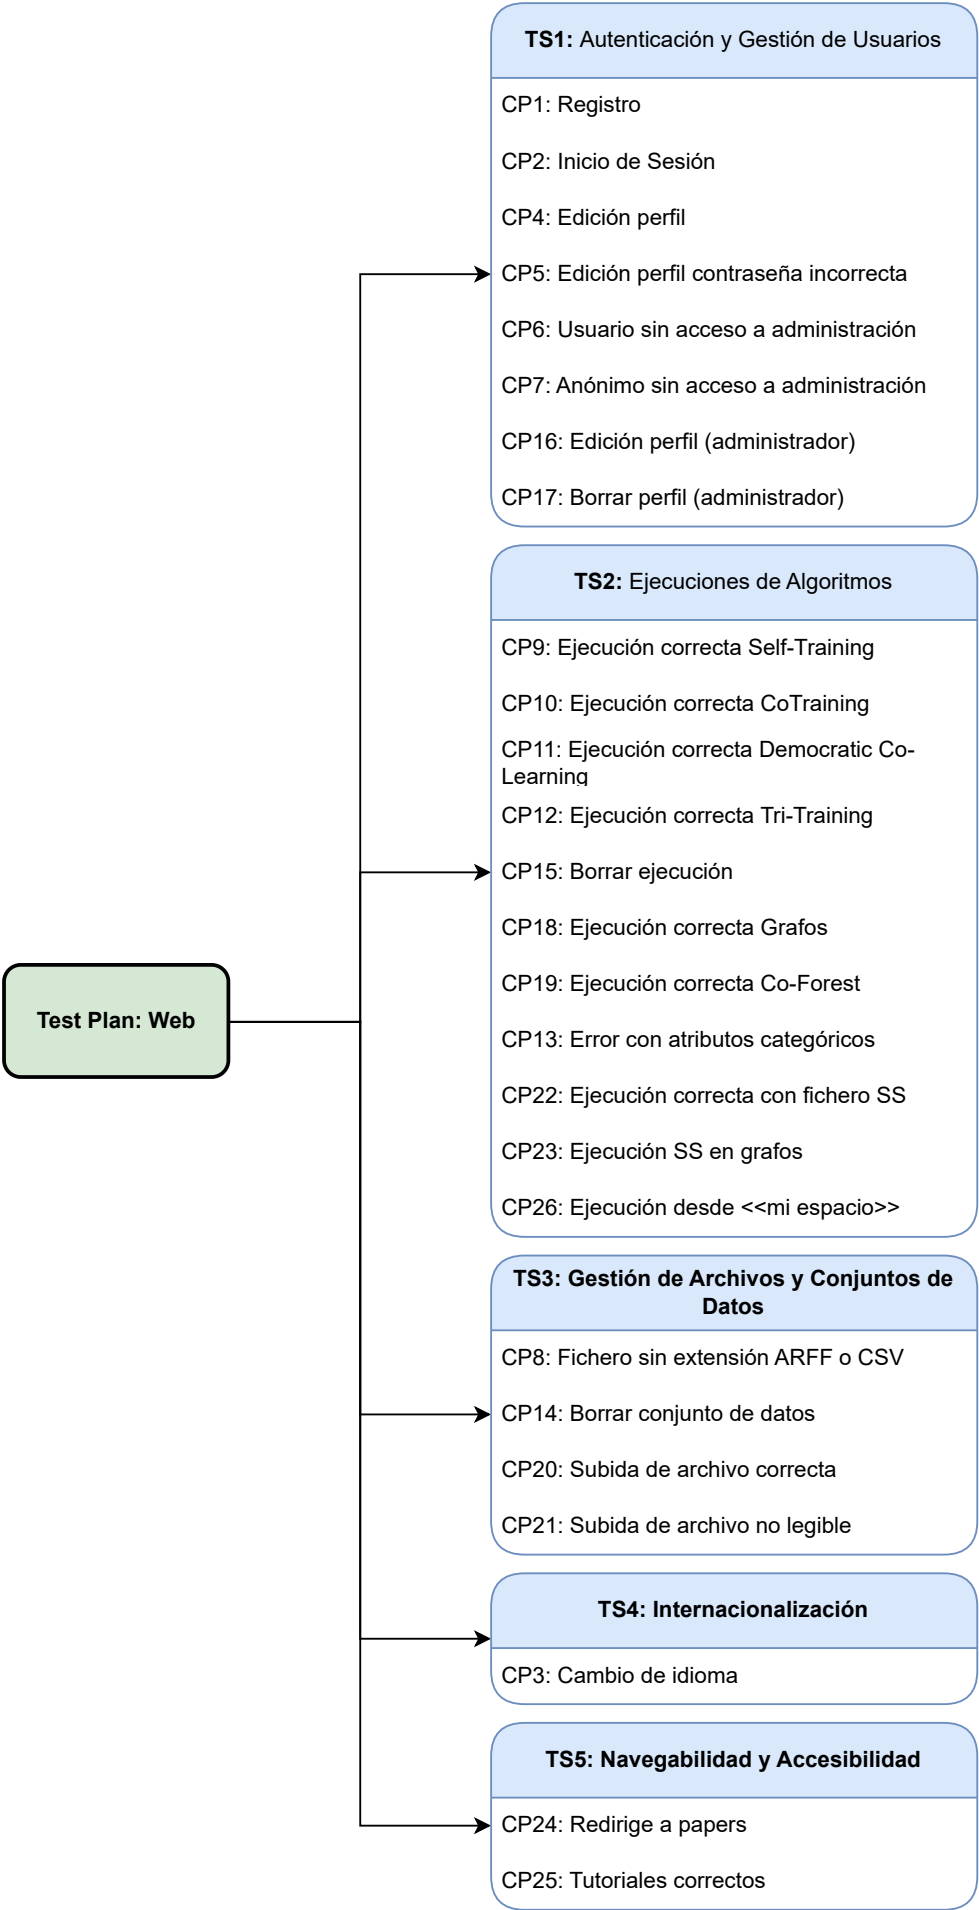 TS1: Autenticación y Gestión de Usuarios
CP1: Registro
CP2: Inicio de Sesión
CP4: Edición perfil
CP5: Edición perfil contraseña incorrecta
CP6: Usuario sin acceso a administración
CP7: Anónimo sin acceso a administración
CP16: Edición perfil (administrador)
CP17: Borrar perfil (administrador)
TS2: Ejecuciones de Algoritmos
CP9: Ejecución correcta Self-Training
CP10: Ejecución correcta CoTraining
CP11: Ejecución correcta Democratic Co-
Learning
CP12: Ejecución correcta Tri-Training
CP15: Borrar ejecución
CP18: Ejecución correcta Grafos
CP19: Ejecución correcta Co-Forest
CP13: Error con atributos categóricos
CP22: Ejecución correcta con fichero SS
CP23: Ejecución SS en grafos
CP26: Ejecución desde <<mi espacio>>
Test Plan: Web
TS3: Gestión de Archivos y Conjuntos de
Datos
CP8: Fichero sin extensión ARFF o CSV
CP14: Borrar conjunto de datos
CP20: Subida de archivo correcta
CP21: Subida de archivo no legible
TS4: Internacionalización
CP3: Cambio de idioma
TS5: Navegabilidad y Accesibilidad
CP24: Redirige a papers
CP25: Tutoriales correctos